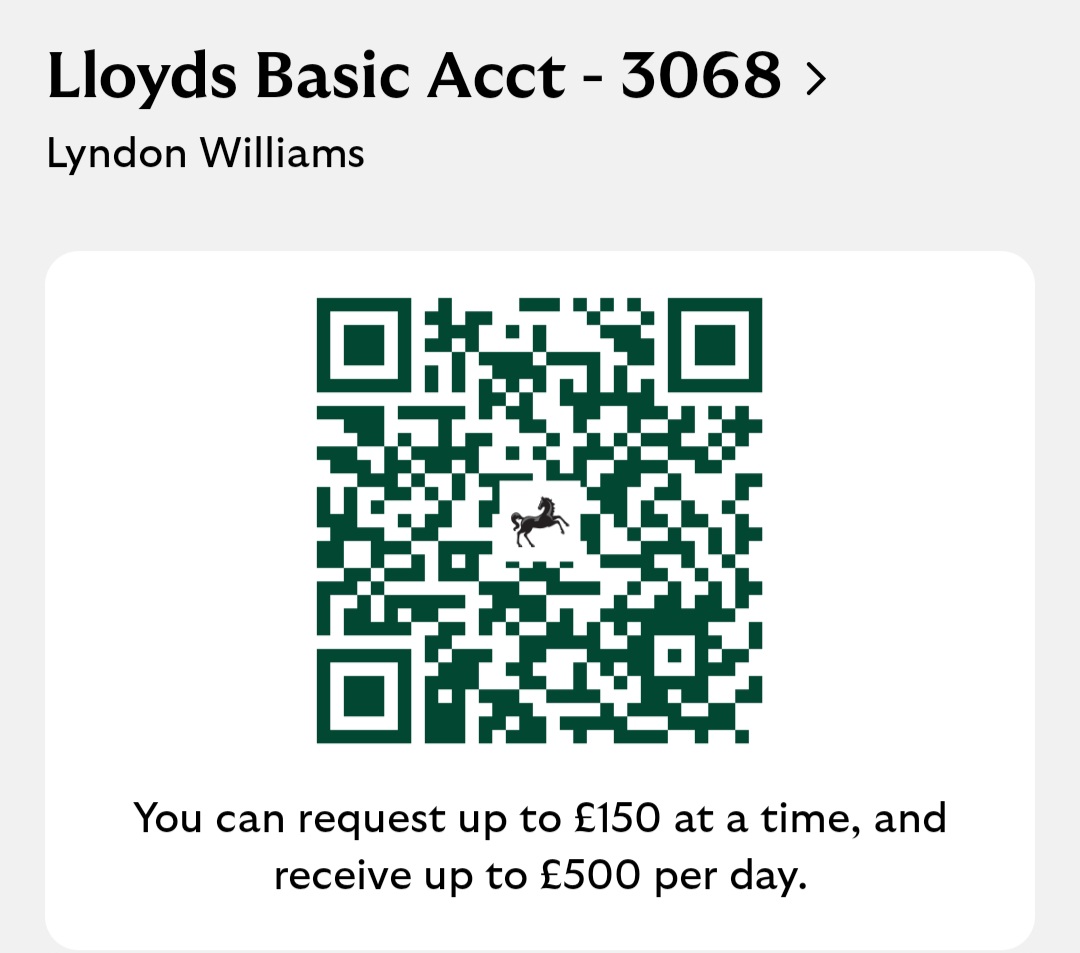 Lloyds Basic Acct - 3068 >
Lyndon Williams
You can request up to £150 at a time, and
receive up to £500 per day.